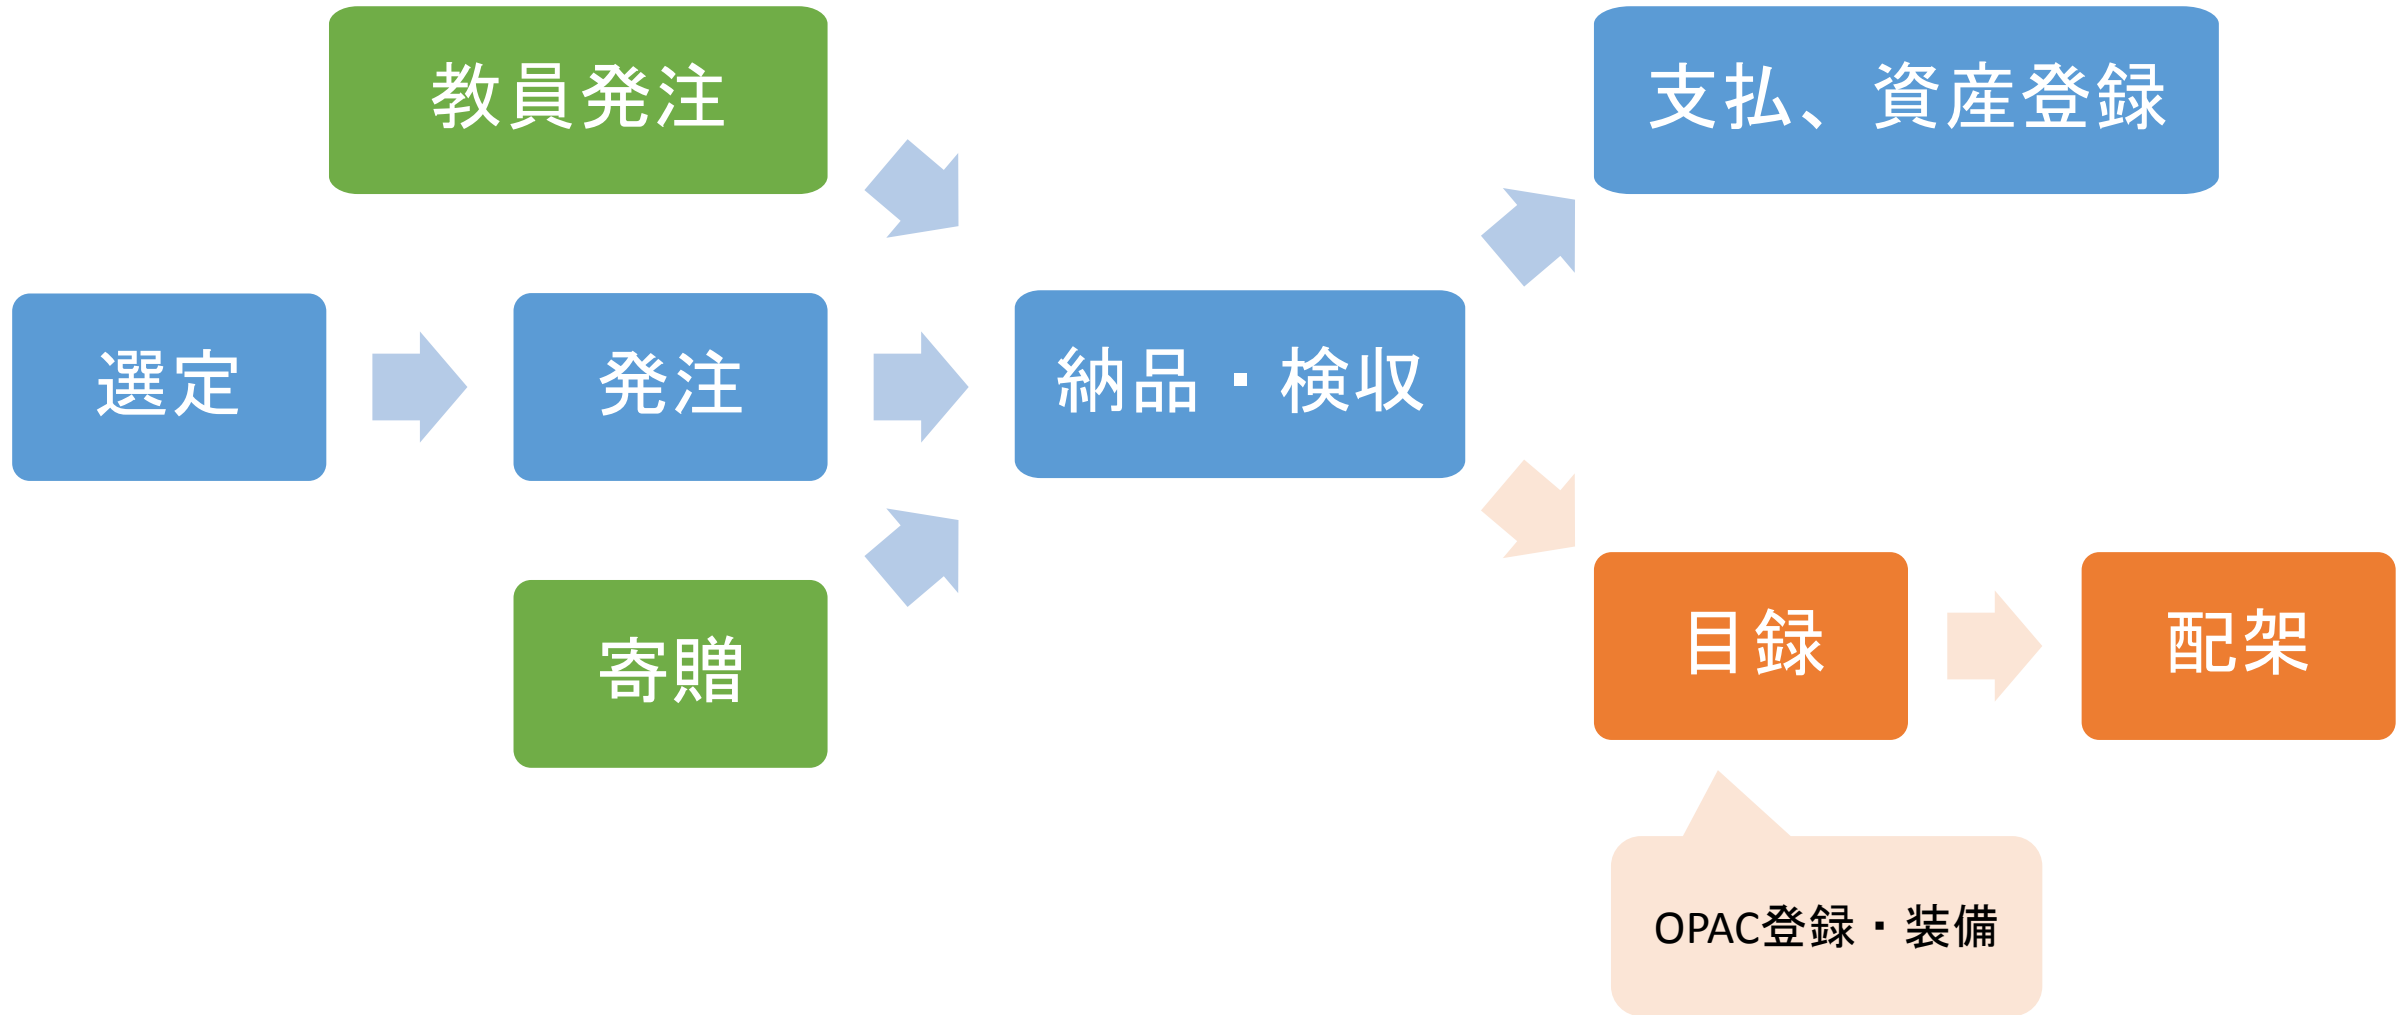 教員発注
支払、資産登録
選定
発注
納品・検収
寄贈
目録
配架
OPAC登録・装備